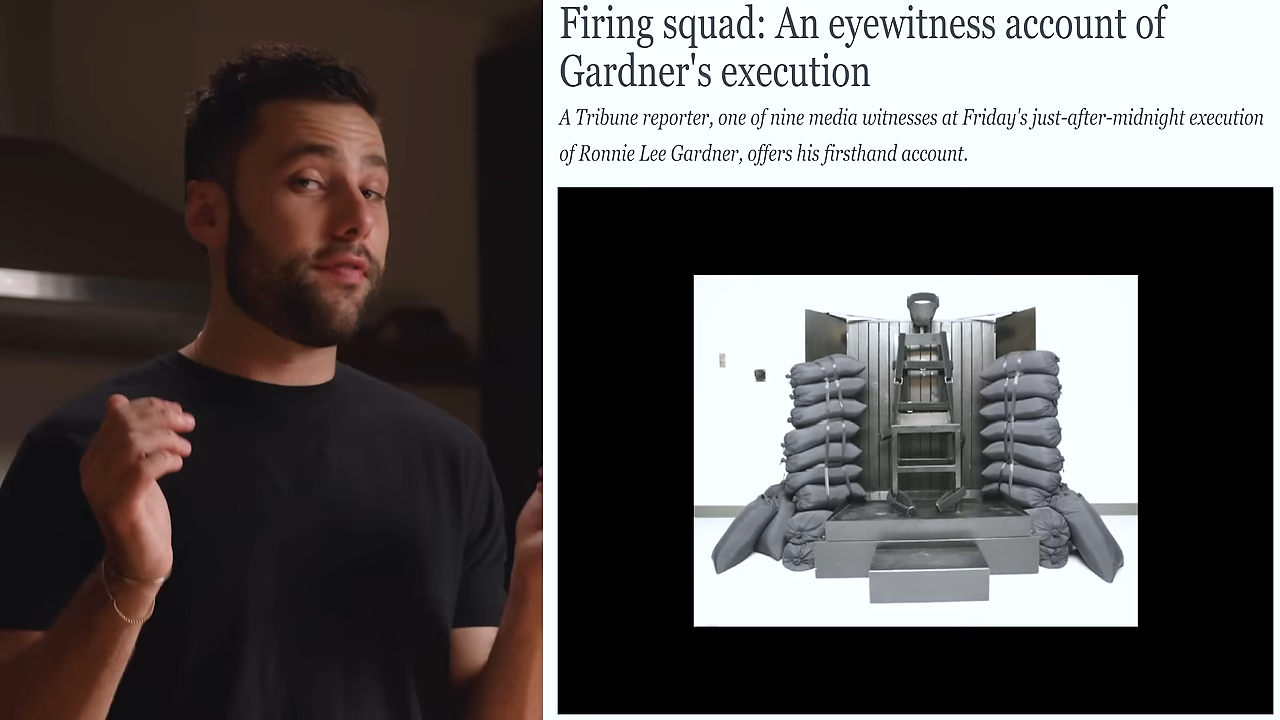 Firing squad: An eyewitness account of
Gardner's execution
A Tribune reporter, one of nine media witnesses at Friday's just-after-midnight execution
of Ronnie Lee Gardner, offers his firsthand account.